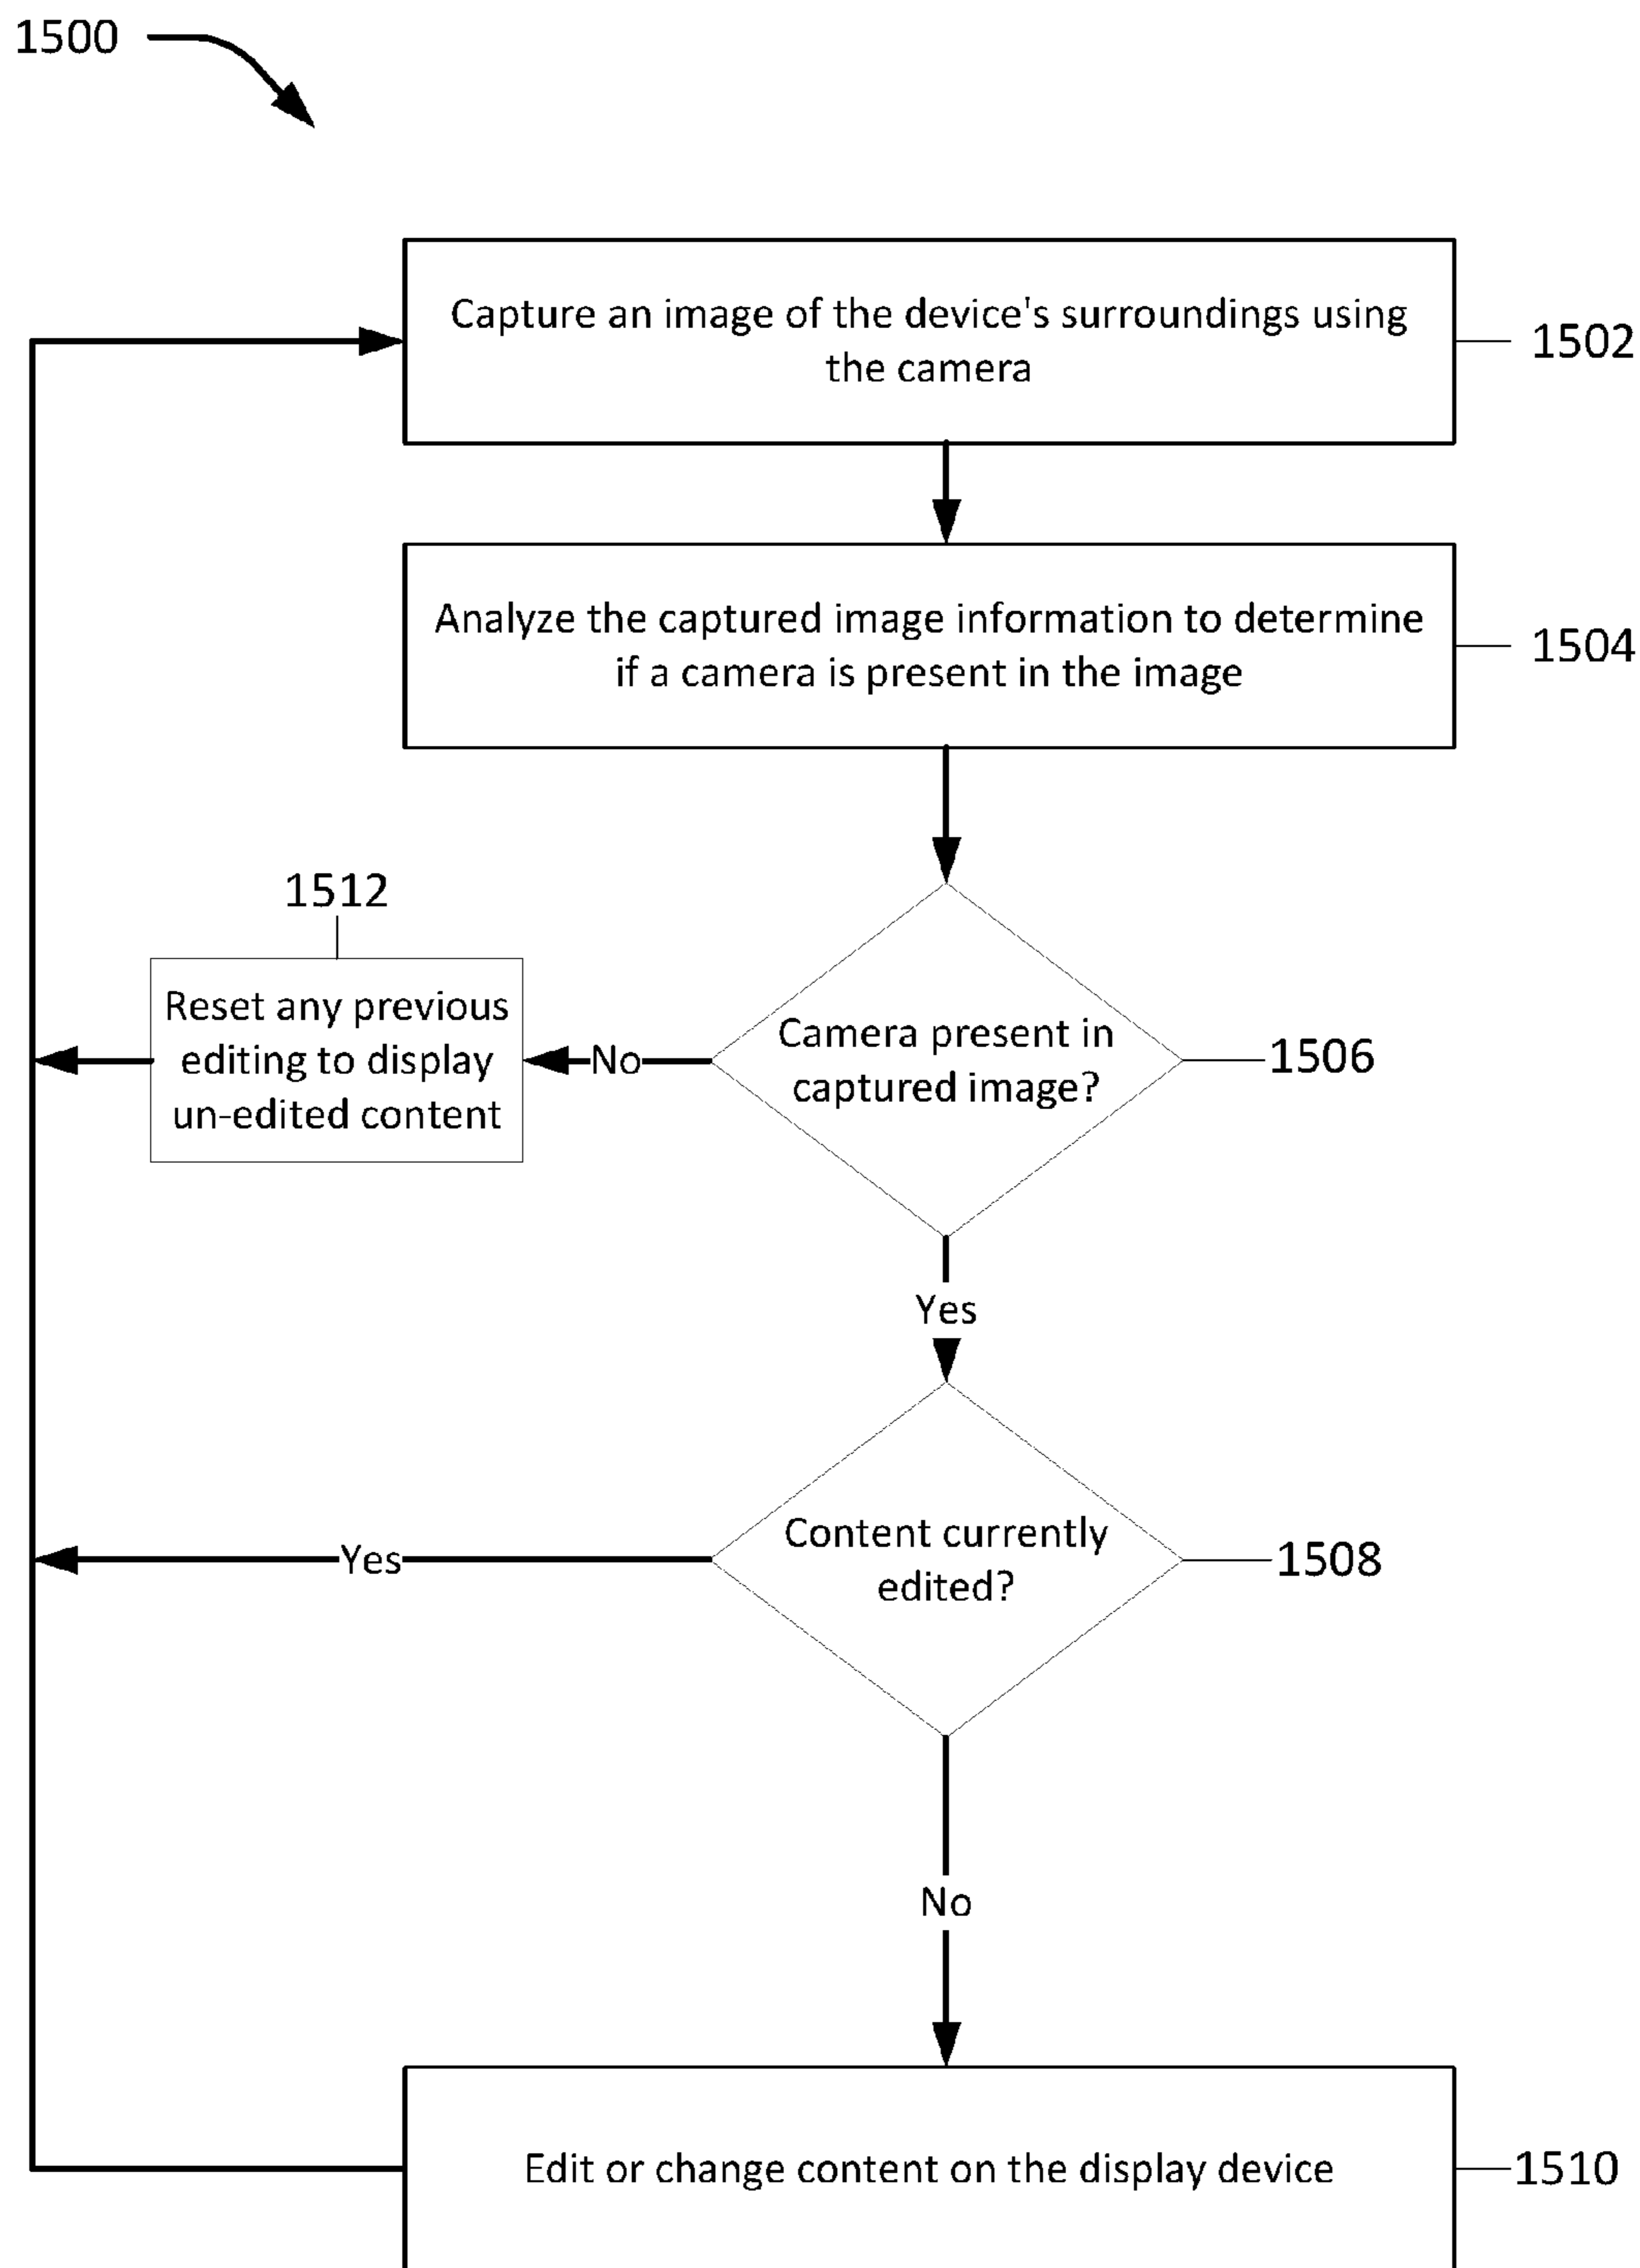 1500
Capture an image of the device's surroundings using
the camera
1502
Analyze the captured image information to determine
if a camera is present in the image
1504
1512
Reset any previous
editing to display
un-edited content
No
Camera present in
captured image?
1506
Yes
Content currently
edited?
1508
Yes
No
Edit or change content on the display device
1510